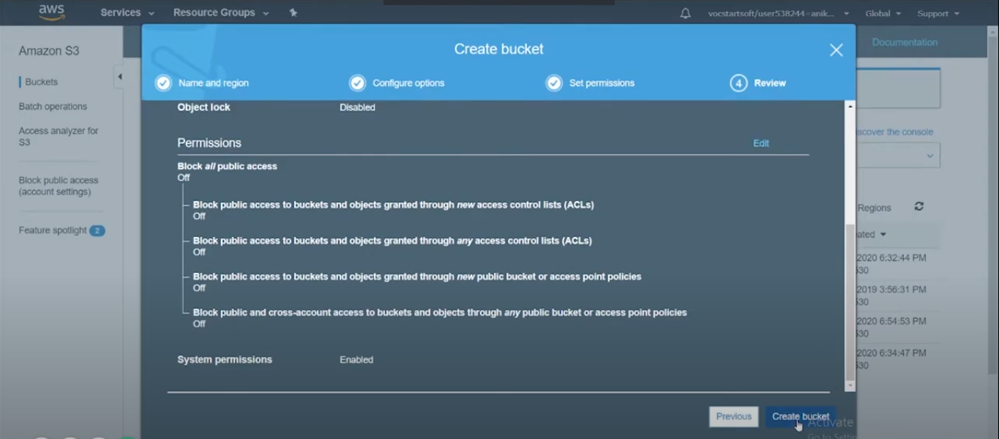 aws
Services
Resource Groups
vocstartsoft/user538244=anik...
Global
Support
Amazon S3
Buckets
Batch operations
Access analyzer for
S3
Block public access
(account settings)
Feature spotlight 2
Documentation
Create bucket
Name and region
Configure options
Set permissions
4 Review
Object lock Disabled
Permissions Edit
Block all public access
Off
Block public access to buckets and objects granted through new access control lists (ACLs)
Off
Block public access to buckets and objects granted through any access control lists (ACLs)
Off
Block public access to buckets and objects granted through new public bucket or access point policies
Off
Block public and cross-account access to buckets and objects through any public bucket or access point policies
Off
System permissions Enabled
Previous
Create bucket
scover the console
Regions
ated
2020 6:32:44 PM
530
2019 3:56:31 PM
530
2020 6:54:53 PM
530
2020 6:34:47 PM
530
Activate
Go to Settin